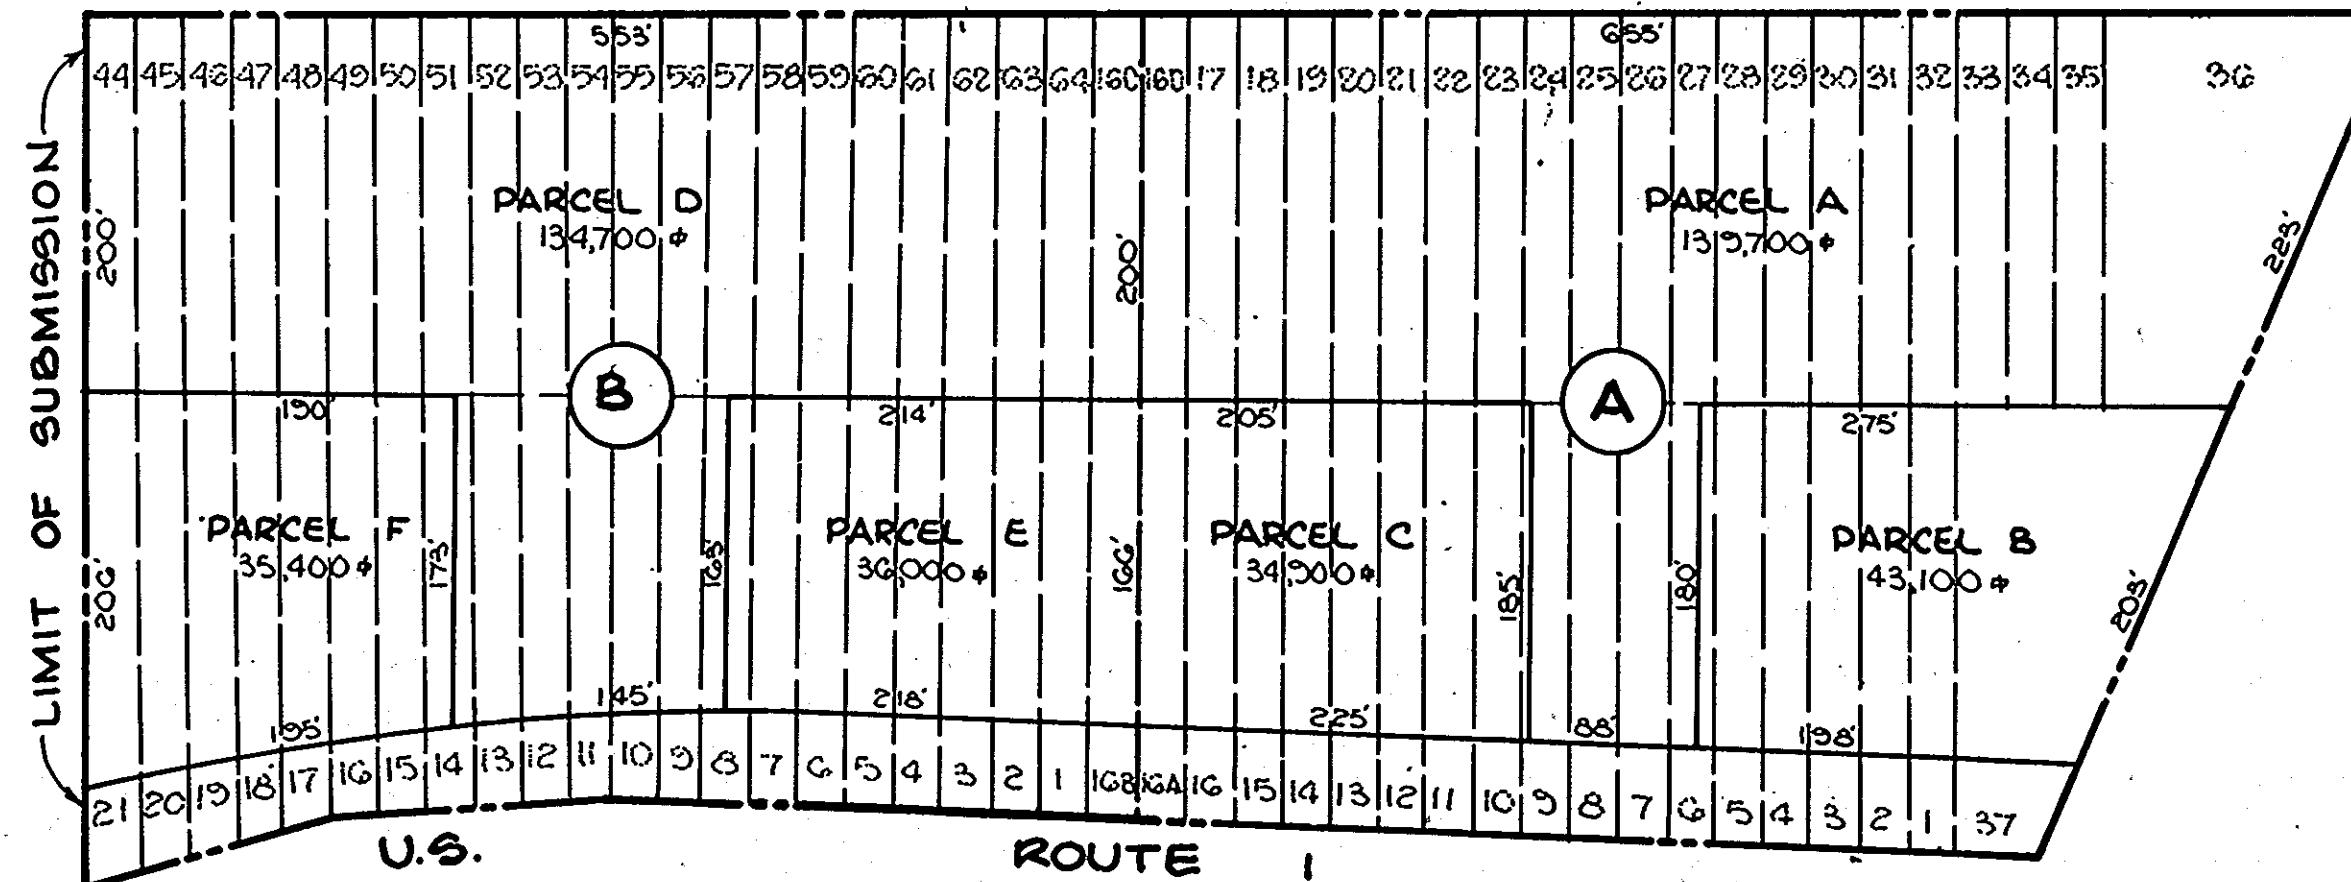 553' 655'
44 45 46 47 48 49 50 51 52 53 54 55 56 57 58 59 60 61 62 63 64 16D 16D 17 18 19 20 21 22 23 24 25 26 27 28 29 30 31 32 33 34 35 36
LIMIT OF SUBMISSION
PARCEL D
134,700 ⌽
PARCEL A
139,700 ⌽
200'
200'
223'
B
A
190'
214'
205'
275'
PARCEL F
35,400 ⌽
173'
163'
PARCEL E
36,000 ⌽
166'
PARCEL C
34,900 ⌽
185'
180'
PARCEL B
43,100 ⌽
206'
203'
195'
145'
218'
225'
88'
198'
21 20 19 18 17 16 15 14 13 12 11 10 9 8 7 6 5 4 3 2 1 16B 16A 16 15 14 13 12 11 10 9 8 7 6 5 4 3 2 1 37
U.S. ROUTE 1